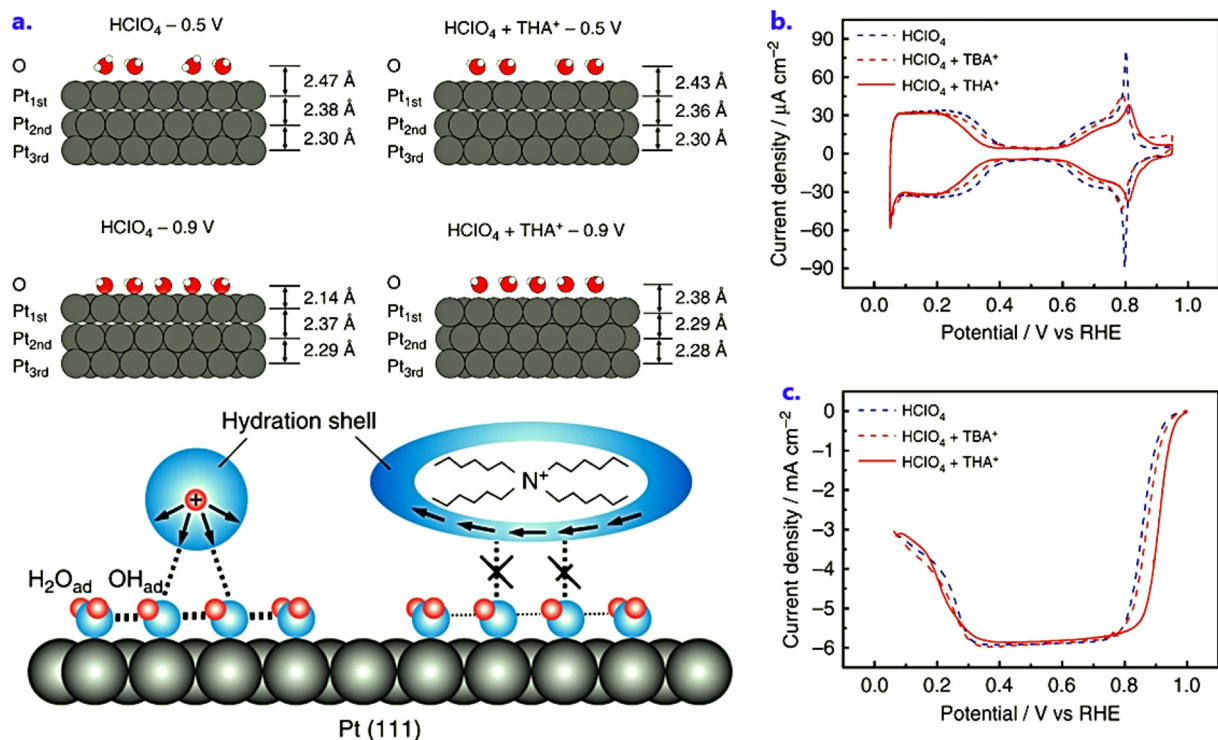 a.
HClO₄ – 0.5 V
O
Pt₁ₛₜ
Pt₂ₙd
Pt₃ᵣd
2.47 Å
2.38 Å
2.30 Å
HClO₄ + THA⁺ – 0.5 V
O
Pt₁ₛₜ
Pt₂ₙd
Pt₃ᵣd
2.43 Å
2.36 Å
2.30 Å
HClO₄ – 0.9 V
O
Pt₁ₛₜ
Pt₂ₙd
Pt₃ᵣd
2.14 Å
2.37 Å
2.29 Å
HClO₄ + THA⁺ – 0.9 V
O
Pt₁ₛₜ
Pt₂ₙd
Pt₃ᵣd
2.38 Å
2.29 Å
2.28 Å
Hydration shell
+
N⁺
H₂Oad OHad
Pt (111)
b.
Current density / μA cm⁻²
90
60
30
0
−30
−60
−90
HClO₄
HClO₄ + TBA⁺
HClO₄ + THA⁺
0.0 0.2 0.4 0.6 0.8 1.0
Potential / V vs RHE
c.
Current density / mA cm⁻²
0
−1
−2
−3
−4
−5
−6
HClO₄
HClO₄ + TBA⁺
HClO₄ + THA⁺
0.0 0.2 0.4 0.6 0.8 1.0
Potential / V vs RHE